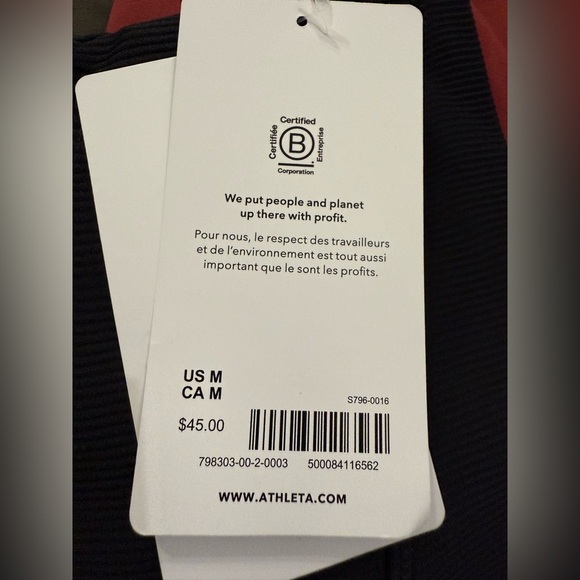 Certified
Certifiée
B
Entreprise
Corporation
We put people and planet
up there with profit.
Pour nous, le respect des travailleurs
et de l'environnement est tout aussi
important que le sont les profits.
US M
CA M
S796-0016
$45.00
798303-00-2-0003 500084116562
WWW.ATHLETA.COM